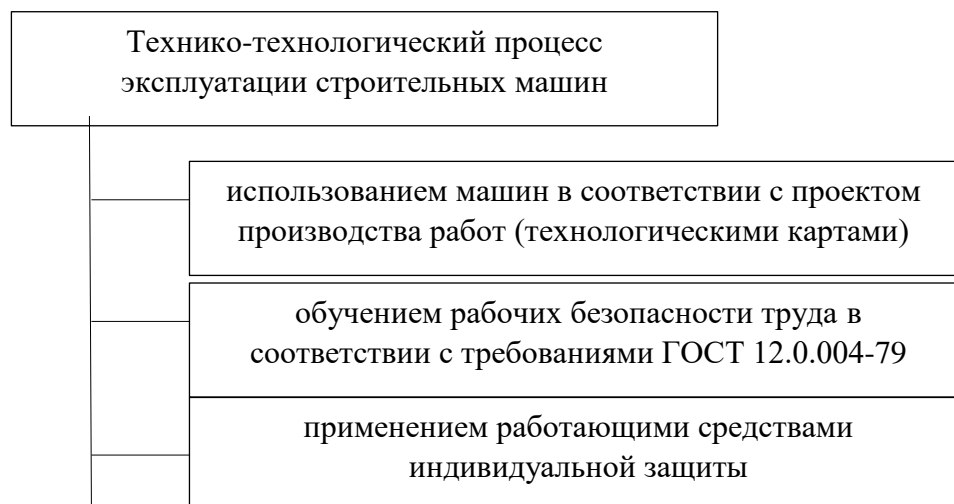 Технико-технологический процесс
эксплуатации строительных машин
использованием машин в соответствии с проектом
производства работ (технологическими картами)
обучением рабочих безопасности труда в
соответствии с требованиями ГОСТ 12.0.004-79
применением работающими средствами
индивидуальной защиты